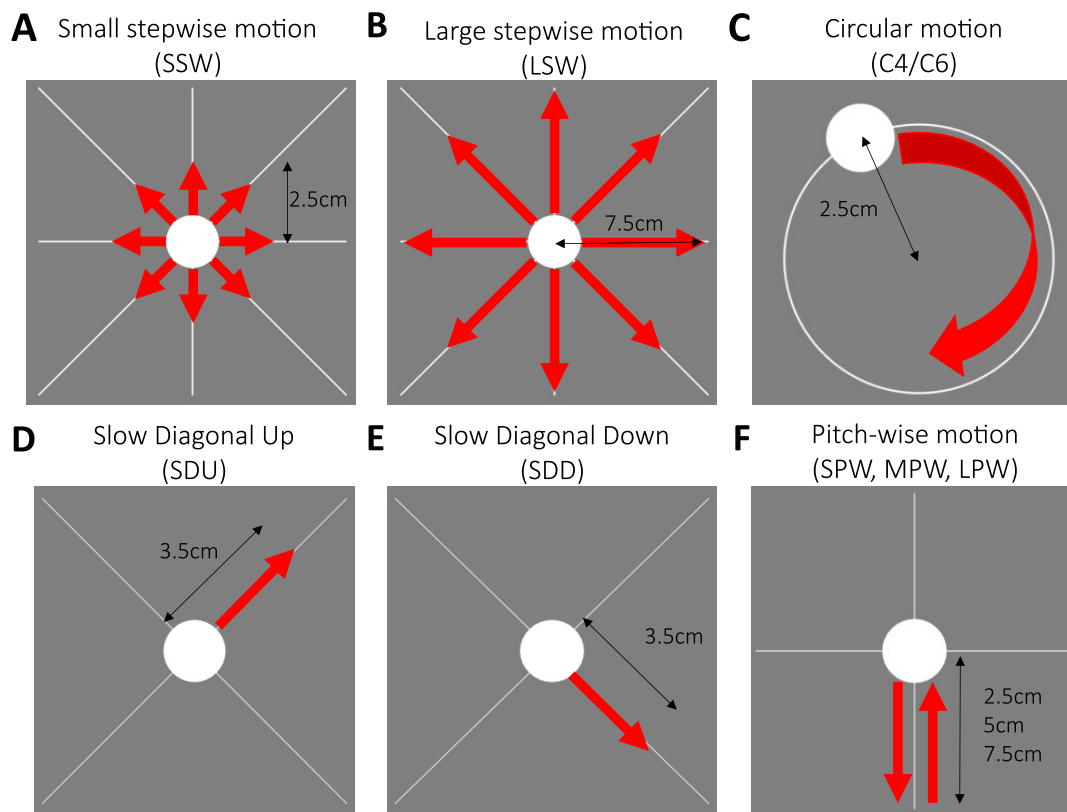 A Small stepwise motion
(SSW)
2.5cm
B Large stepwise motion
(LSW)
7.5cm
C Circular motion
(C4/C6)
2.5cm
D Slow Diagonal Up
(SDU)
3.5cm
E Slow Diagonal Down
(SDD)
3.5cm
F Pitch-wise motion
(SPW, MPW, LPW)
2.5cm
5cm
7.5cm